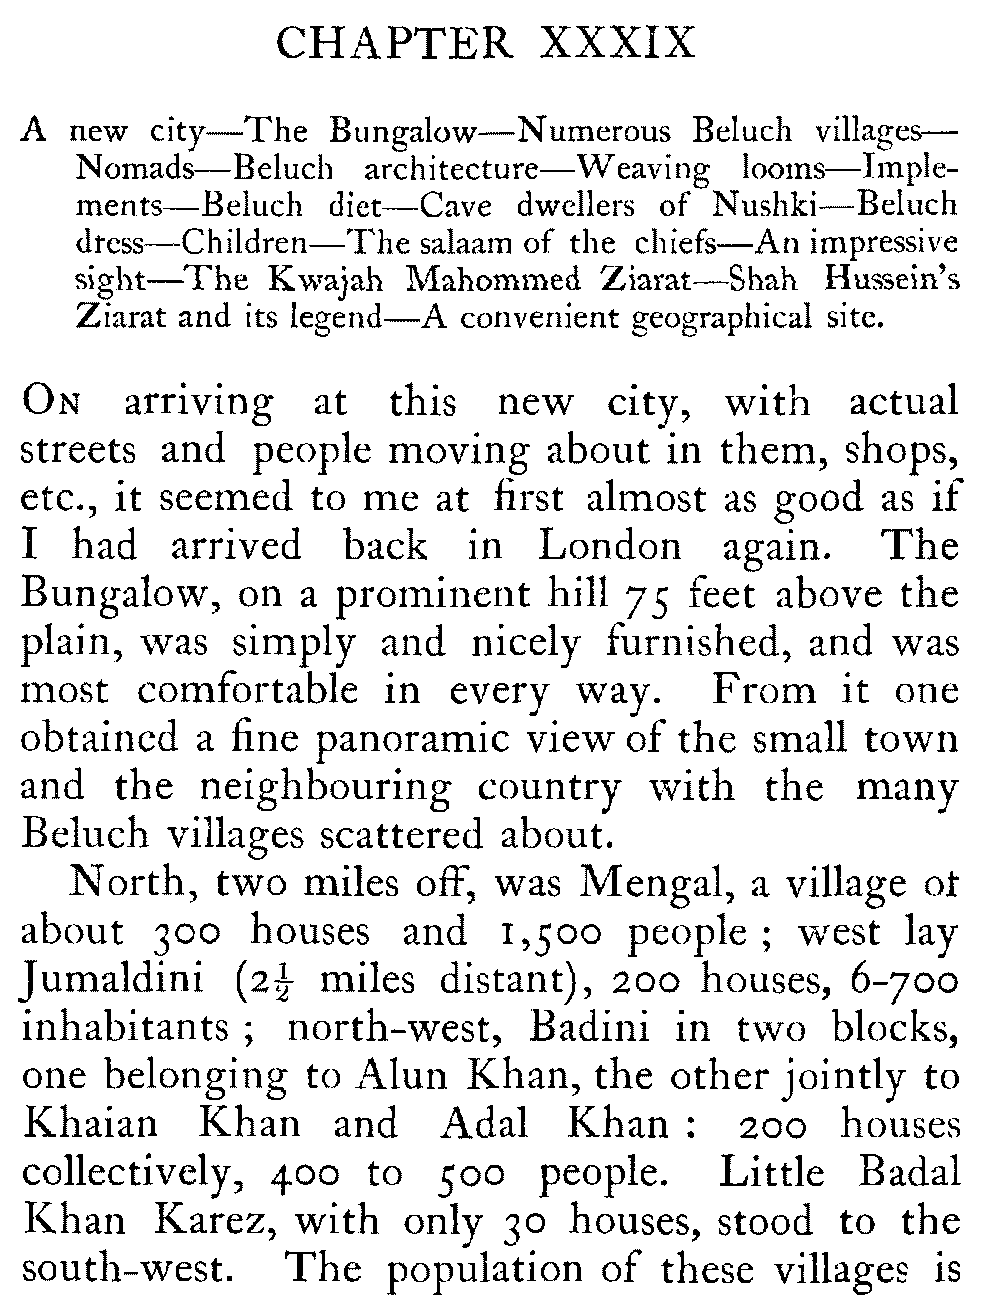 CHAPTER XXXIX
A new city—The Bungalow—Numerous Beluch villages—
Nomads—Beluch architecture—Weaving looms—Imple-
ments—Beluch diet—Cave dwellers of Nushki—Beluch
dress—Children—The salaam of the chiefs—An impressive
sight—The Kwajah Mahommed Ziarat—Shah Hussein's
Ziarat and its legend—A convenient geographical site.
On arriving at this new city, with actual
streets and people moving about in them, shops,
etc., it seemed to me at first almost as good as if
I had arrived back in London again. The
Bungalow, on a prominent hill 75 feet above the
plain, was simply and nicely furnished, and was
most comfortable in every way. From it one
obtained a fine panoramic view of the small town
and the neighbouring country with the many
Beluch villages scattered about.
North, two miles off, was Mengal, a village of
about 300 houses and 1,500 people ; west lay
Jumaldini (2½ miles distant), 200 houses, 6-700
inhabitants ; north-west, Badini in two blocks,
one belonging to Alun Khan, the other jointly to
Khaian Khan and Adal Khan : 200 houses
collectively, 400 to 500 people. Little Badal
Khan Karez, with only 30 houses, stood to the
south-west. The population of these villages is